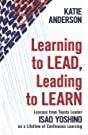 KATIE
ANDERSON
Learning
to LEAD,
Leading
to LEARN
Lessons from Toyota Leader
ISAO YOSHINO
on a Lifetime of Continuous Learning